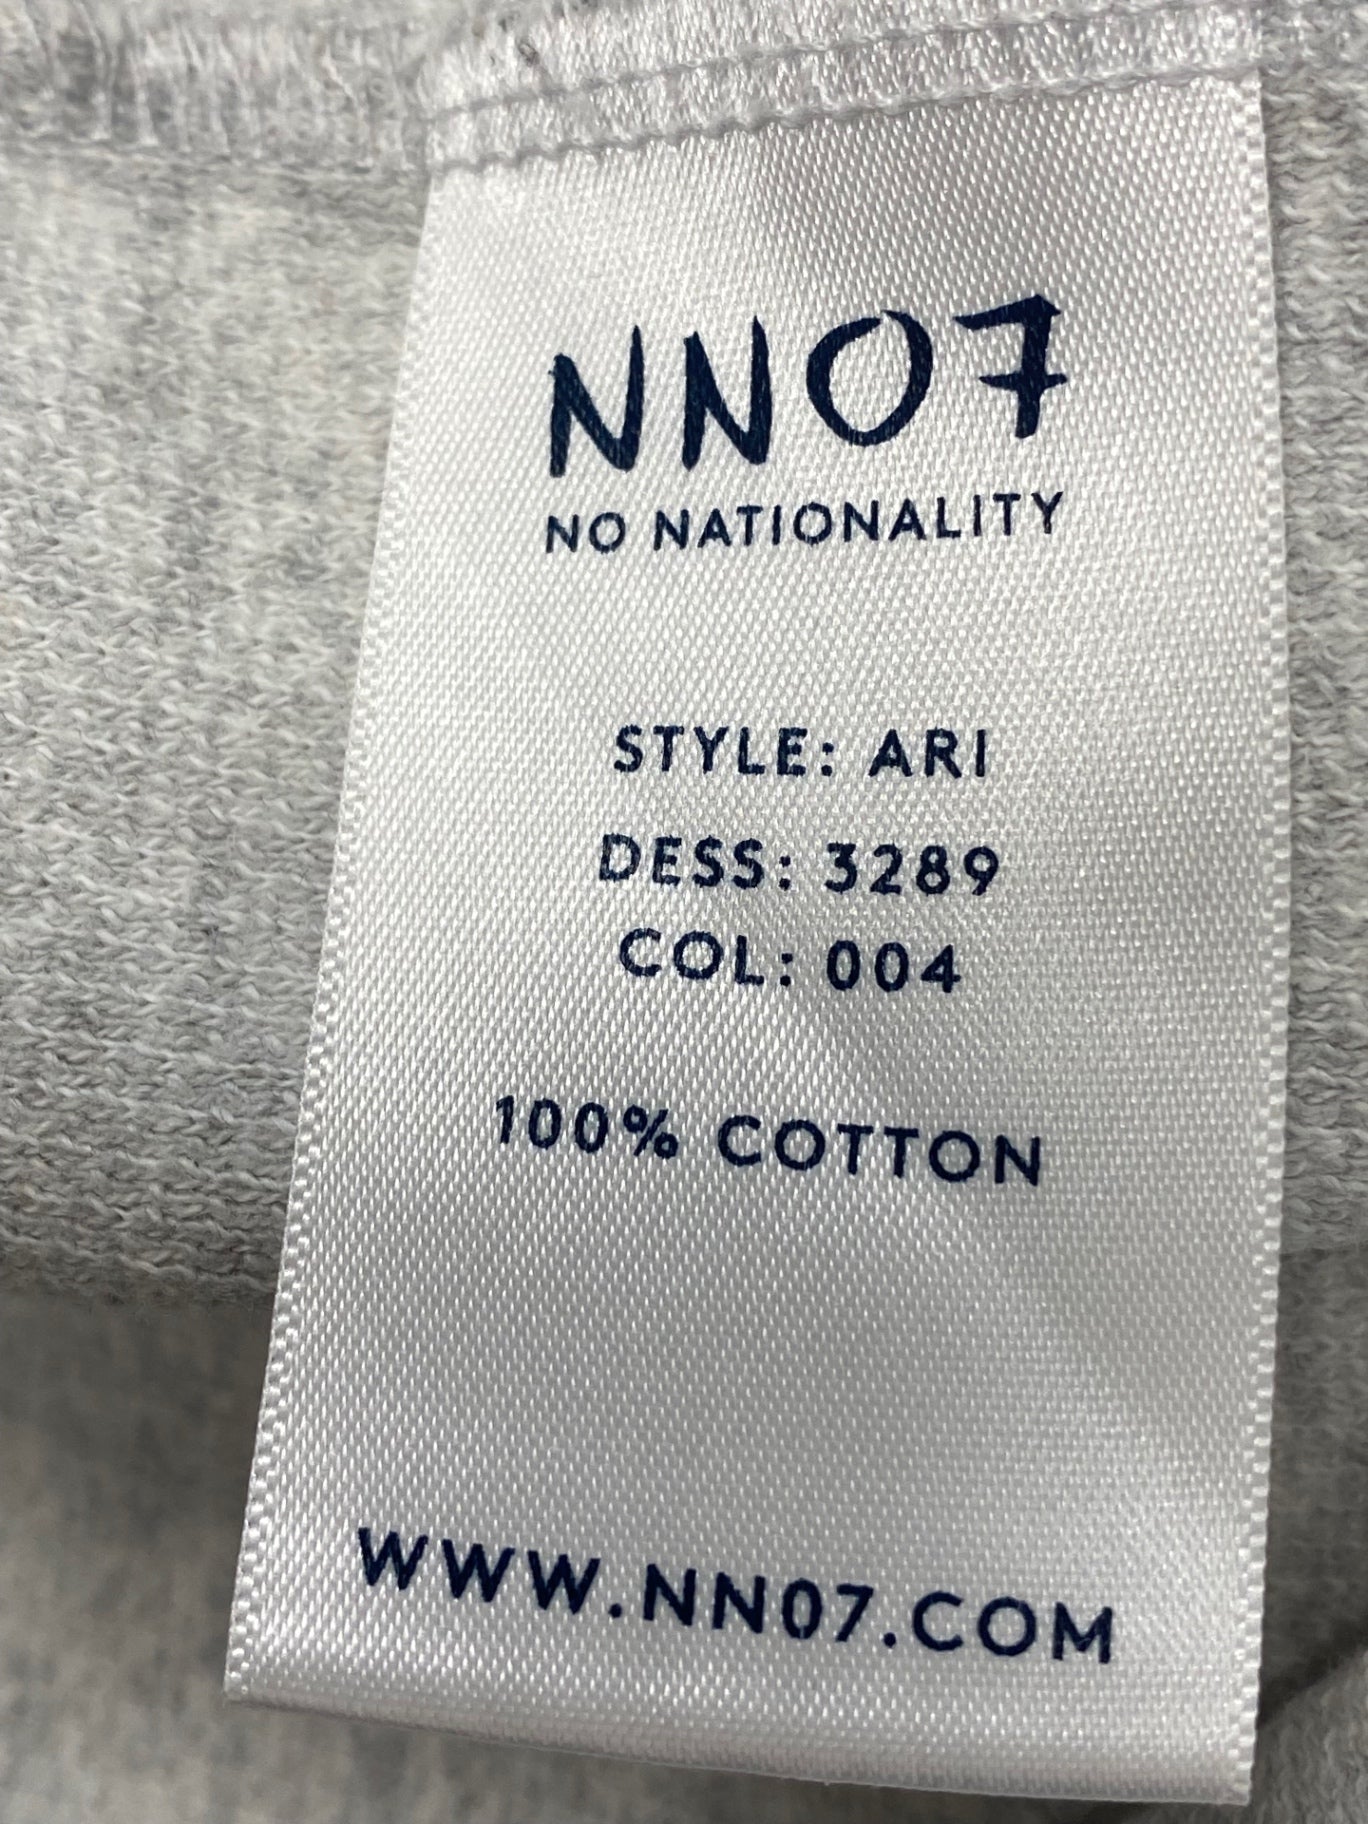 NN07
NO NATIONALITY
STYLE: ARI
DESS: 3289
COL: 004
100% COTTON
WWW.NN07.COM